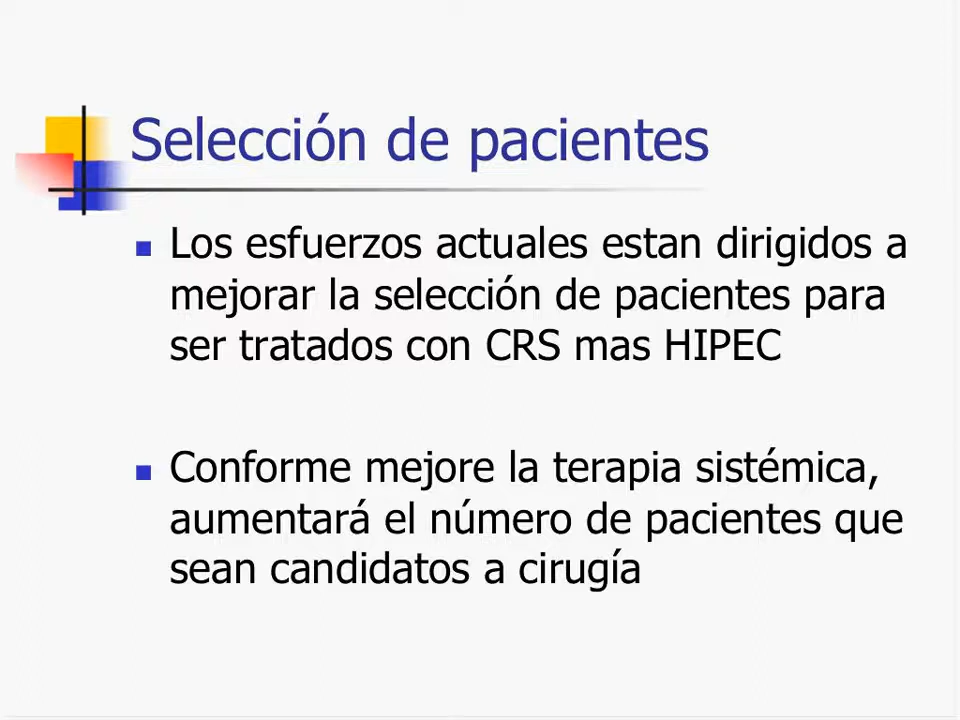 Selección de pacientes
Los esfuerzos actuales estan dirigidos a
mejorar la selección de pacientes para
ser tratados con CRS mas HIPEC
Conforme mejore la terapia sistémica,
aumentará el número de pacientes que
sean candidatos a cirugía